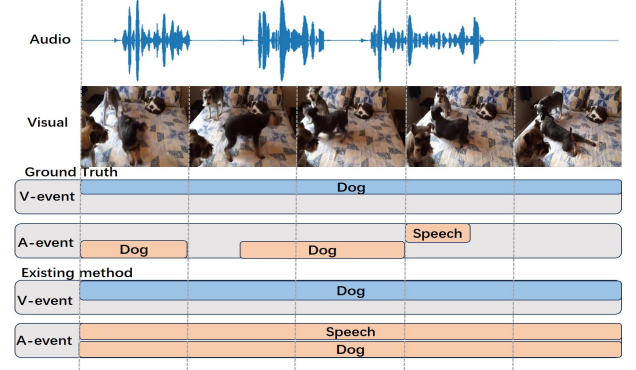 Audio
Visual
Ground Truth
V-event
Dog
A-event
Speech
Dog
Dog
Existing method
V-event
Dog
A-event
Speech
Dog